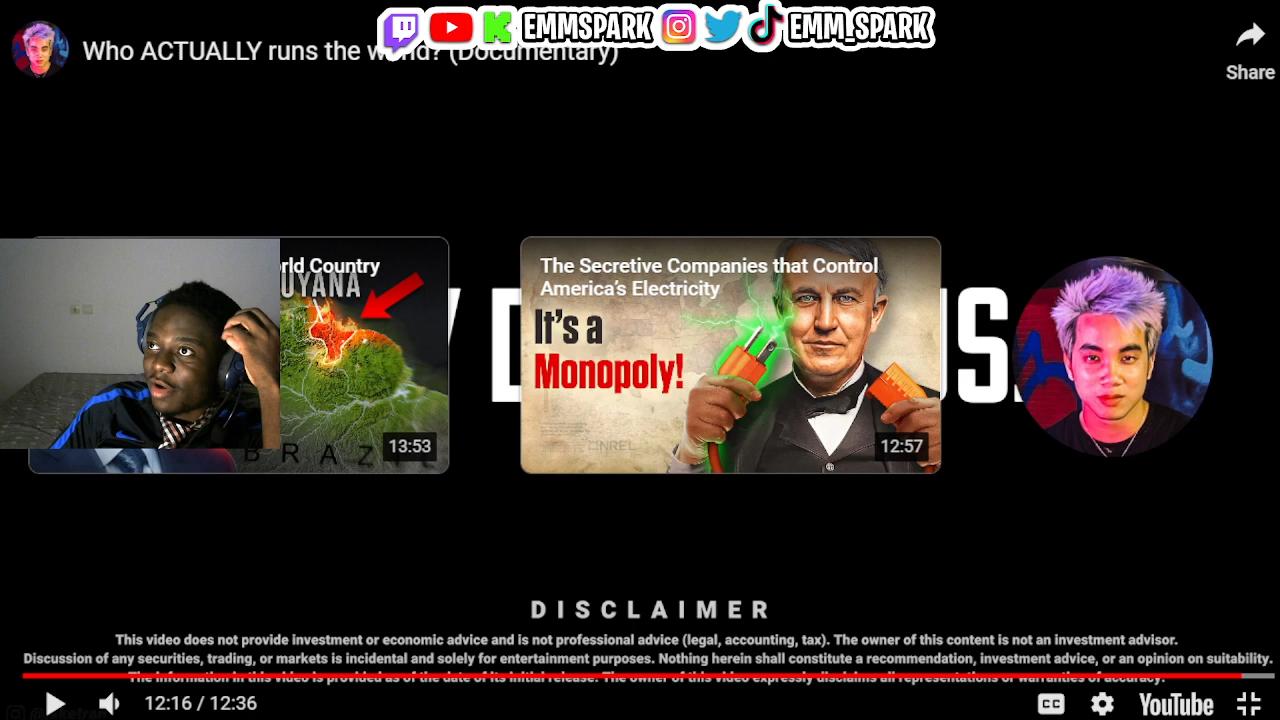 EMMSPARK
EMM_SPARK
Who ACTUALLY runs the world? (Documentary)
Share
rld Country
UYANA
BRAZIL
13:53
The Secretive Companies that Control
America's Electricity
It's a
Monopoly!
NREL
12:57
US.
DISCLAIMER
This video does not provide investment or economic advice and is not professional advice (legal, accounting, tax). The owner of this content is not an investment advisor.
Discussion of any securities, trading, or markets is incidental and solely for entertainment purposes. Nothing herein shall constitute a recommendation, investment advice, or an opinion on suitability.
The information in this video is provided as of the date of its initial release. The owner of this video expressly disclaims all representations or warranties of accuracy.
12:16 / 12:36
CC
YouTube